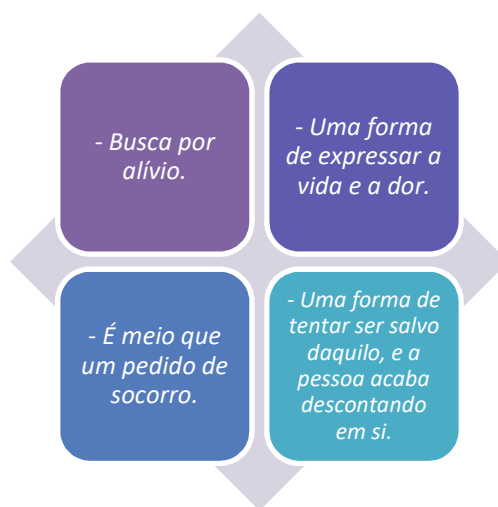 - Busca por
alívio.
- Uma forma
de expressar a
vida e a dor.
- É meio que
um pedido de
socorro.
- Uma forma de
tentar ser salvo
daquilo, e a
pessoa acaba
descontando
em si.